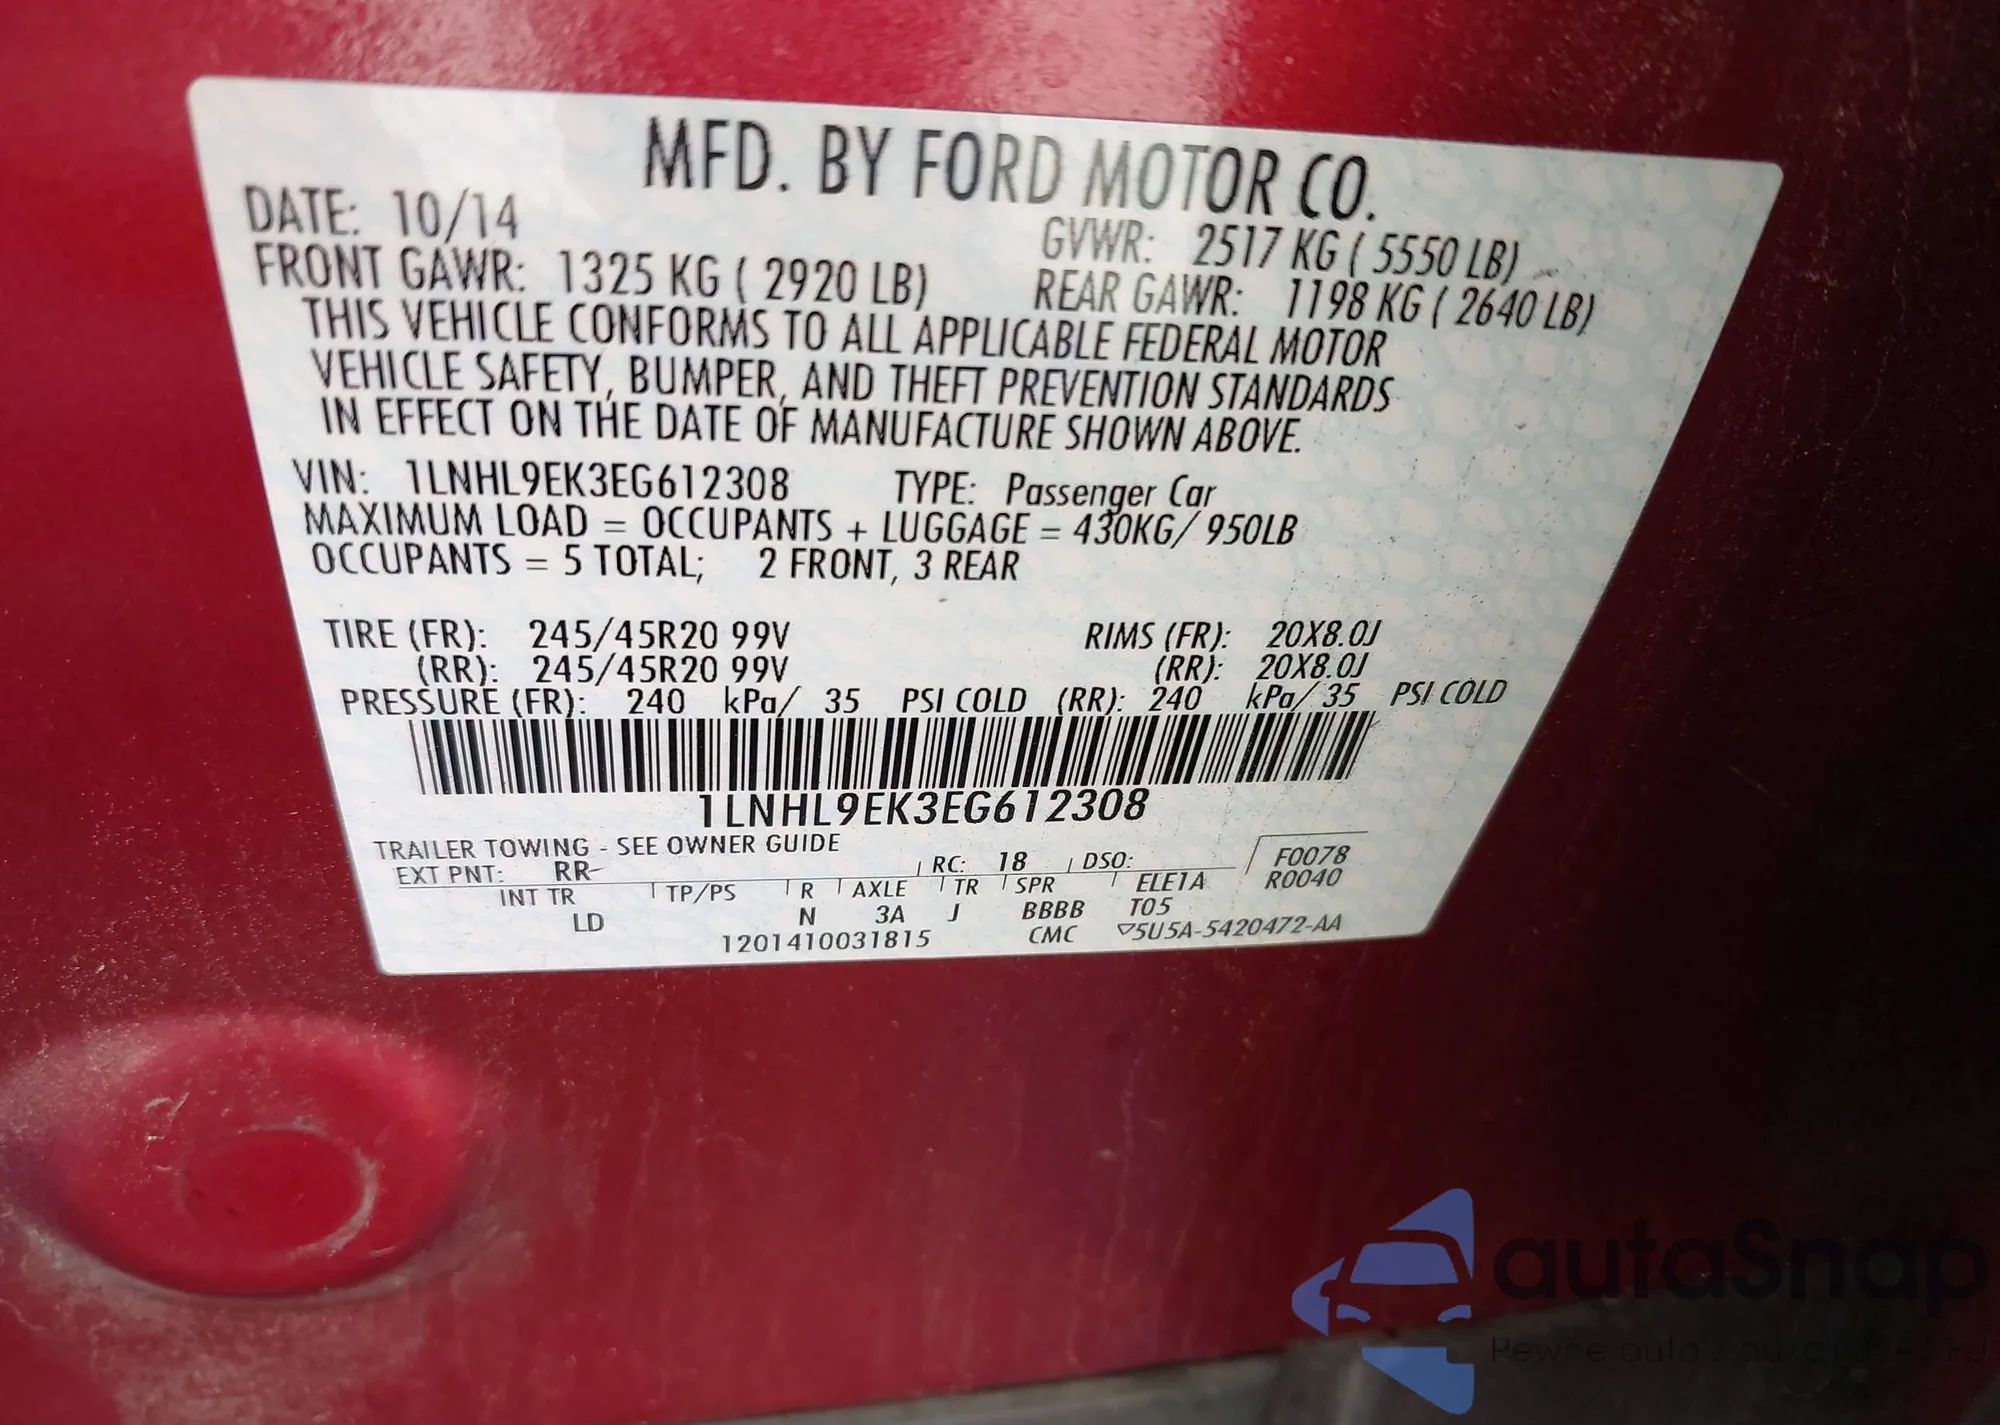 MFD. BY FORD MOTOR CO.
DATE: 10/14 GVWR: 2517 KG ( 5550 LB)
FRONT GAWR: 1325 KG ( 2920 LB) REAR GAWR: 1198 KG ( 2640 LB)
THIS VEHICLE CONFORMS TO ALL APPLICABLE FEDERAL MOTOR
VEHICLE SAFETY, BUMPER, AND THEFT PREVENTION STANDARDS
IN EFFECT ON THE DATE OF MANUFACTURE SHOWN ABOVE.
VIN: 1LNHL9EK3EG612308 TYPE: Passenger Car
MAXIMUM LOAD = OCCUPANTS + LUGGAGE = 430KG/ 950LB
OCCUPANTS = 5 TOTAL; 2 FRONT, 3 REAR
TIRE (FR): 245/45R20 99V RIMS (FR): 20X8.0J
(RR): 245/45R20 99V (RR): 20X8.0J
PRESSURE (FR): 240 kPa/ 35 PSI COLD (RR): 240 kPa/ 35 PSI COLD
1LNHL9EK3EG612308
TRAILER TOWING - SEE OWNER GUIDE
EXT PNT: RR RC: 18 DSO: F0078
INT TR TP/PS R AXLE TR SPR ELE1A R0040
LD N 3A J BBBB T05
1201410031815 CMC ▽5U5A-5420472-AA
autaSnap
Pewne auto z